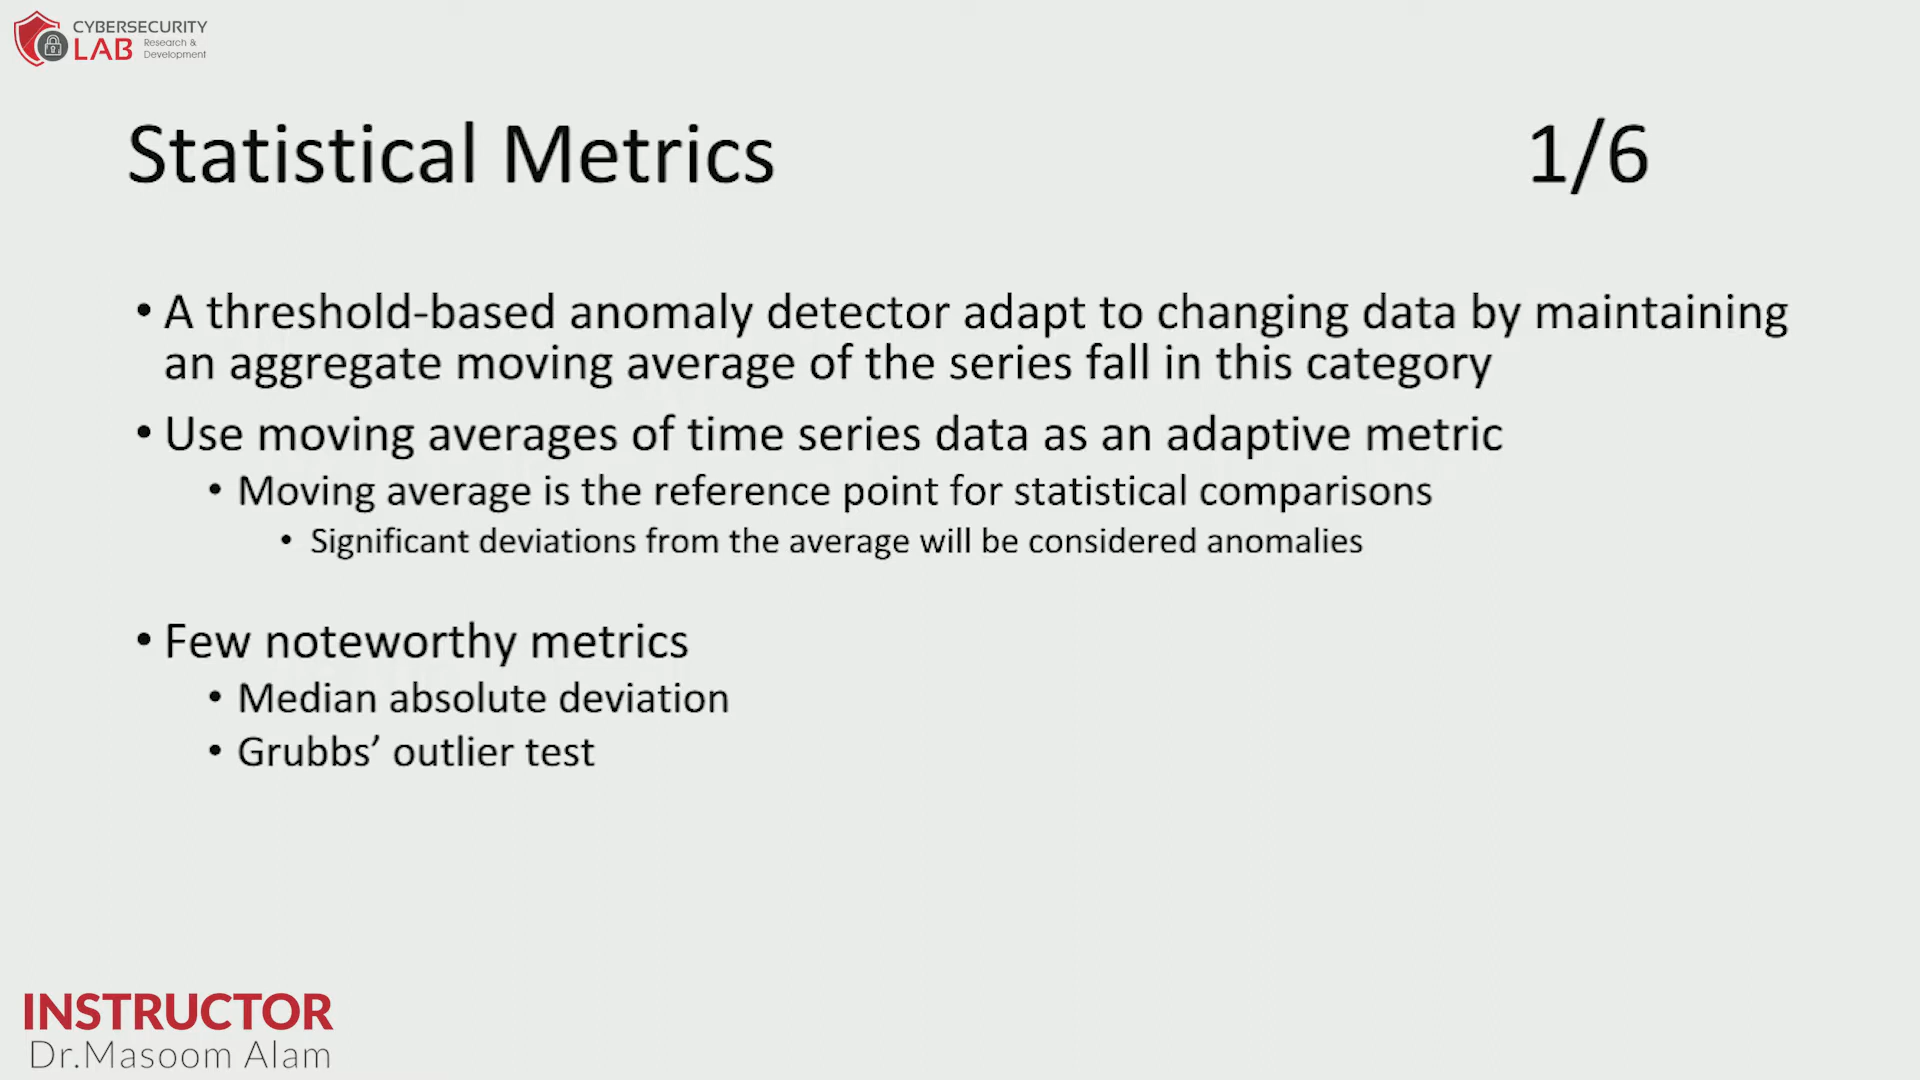 CYBERSECURITY
LAB Research &
Development
Statistical Metrics 1/6
• A threshold-based anomaly detector adapt to changing data by maintaining
an aggregate moving average of the series fall in this category
• Use moving averages of time series data as an adaptive metric
• Moving average is the reference point for statistical comparisons
• Significant deviations from the average will be considered anomalies
• Few noteworthy metrics
• Median absolute deviation
• Grubbs’ outlier test
INSTRUCTOR
Dr.Masoom Alam